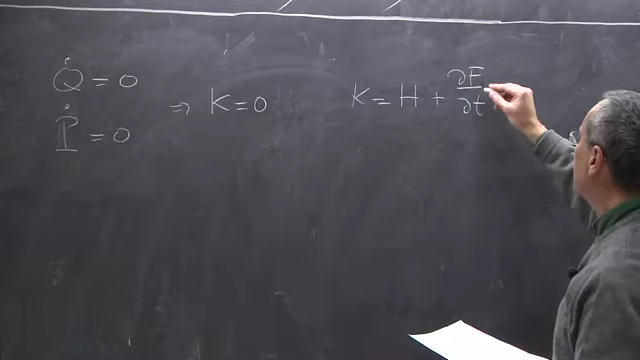 Q̇ = 0
Ṗ = 0
⇒ K = 0
K = H + ∂F/∂t